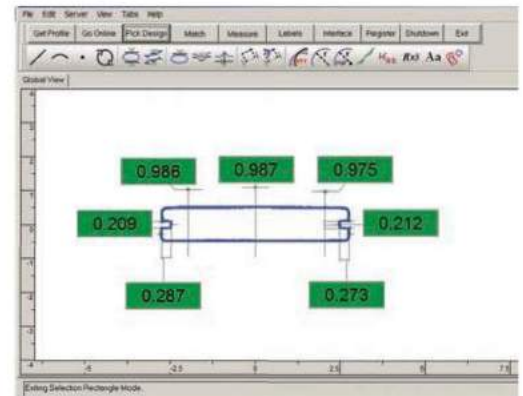 File Edit Server View Tabs Help
Get Profile Go Online Pick Design Match Measure Labels Interface Register Shutdown Exit
f(x) Aa
Global View
0.986 0.987 0.975
0.209 0.212
0.287 0.273
-5 -2.5 0 2.5 5 7.5
Exiting Selection Rectangle Mode.